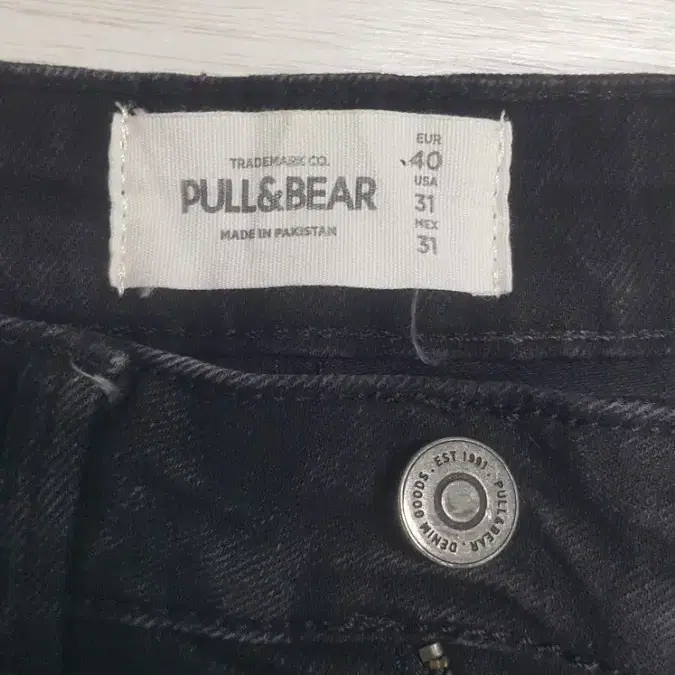 TRADEMARK CO.
PULL&BEAR
MADE IN PAKISTAN
EUR
40
USA
31
MEX
31
EST 1991 . PULL&BEAR . DENIM GOODS .